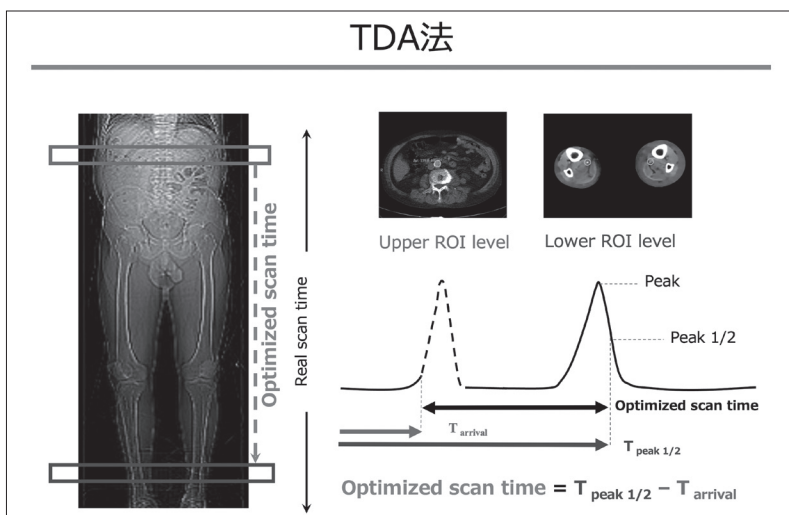 TDA法
Optimized scan time
Real scan time
Upper ROI level
Lower ROI level
Peak
Peak 1/2
Optimized scan time
T arrival
T peak 1/2
Optimized scan time = T peak 1/2 − T arrival